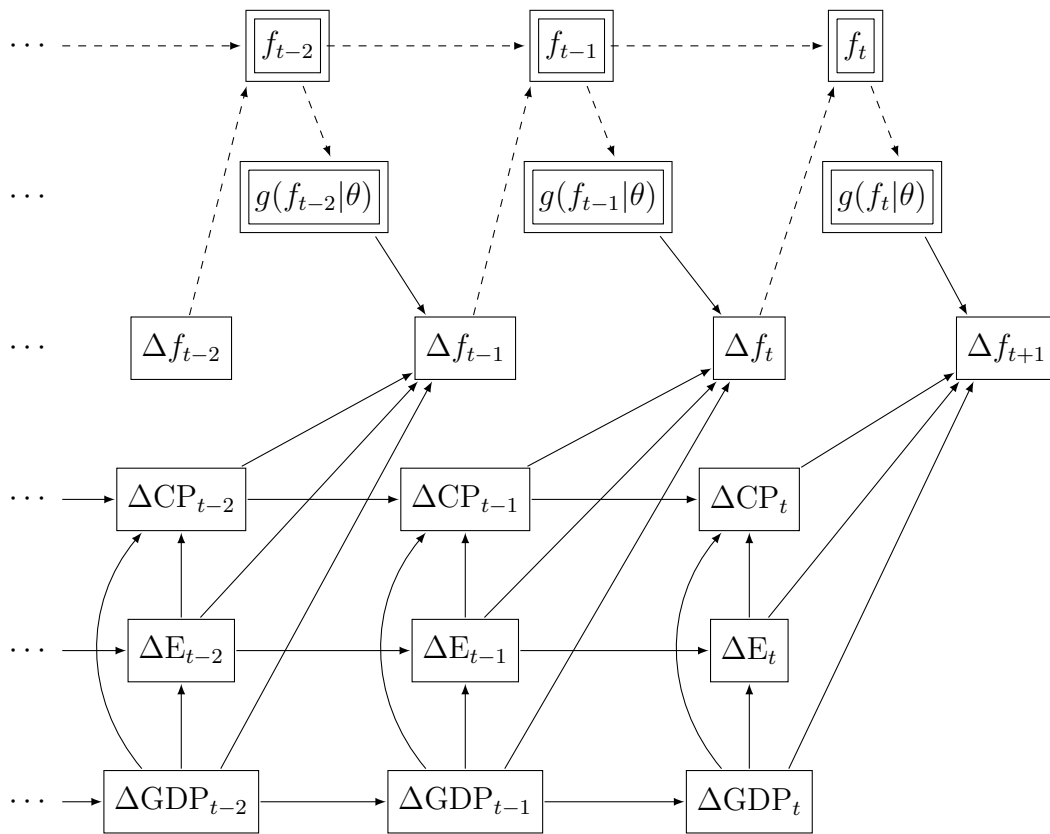 ⋯ f_{t−2} f_{t−1} f_t
⋯ g(f_{t−2}|θ) g(f_{t−1}|θ) g(f_t|θ)
⋯ Δf_{t−2} Δf_{t−1} Δf_t Δf_{t+1}
⋯ ΔCP_{t−2} ΔCP_{t−1} ΔCP_t
⋯ ΔE_{t−2} ΔE_{t−1} ΔE_t
⋯ ΔGDP_{t−2} ΔGDP_{t−1} ΔGDP_t